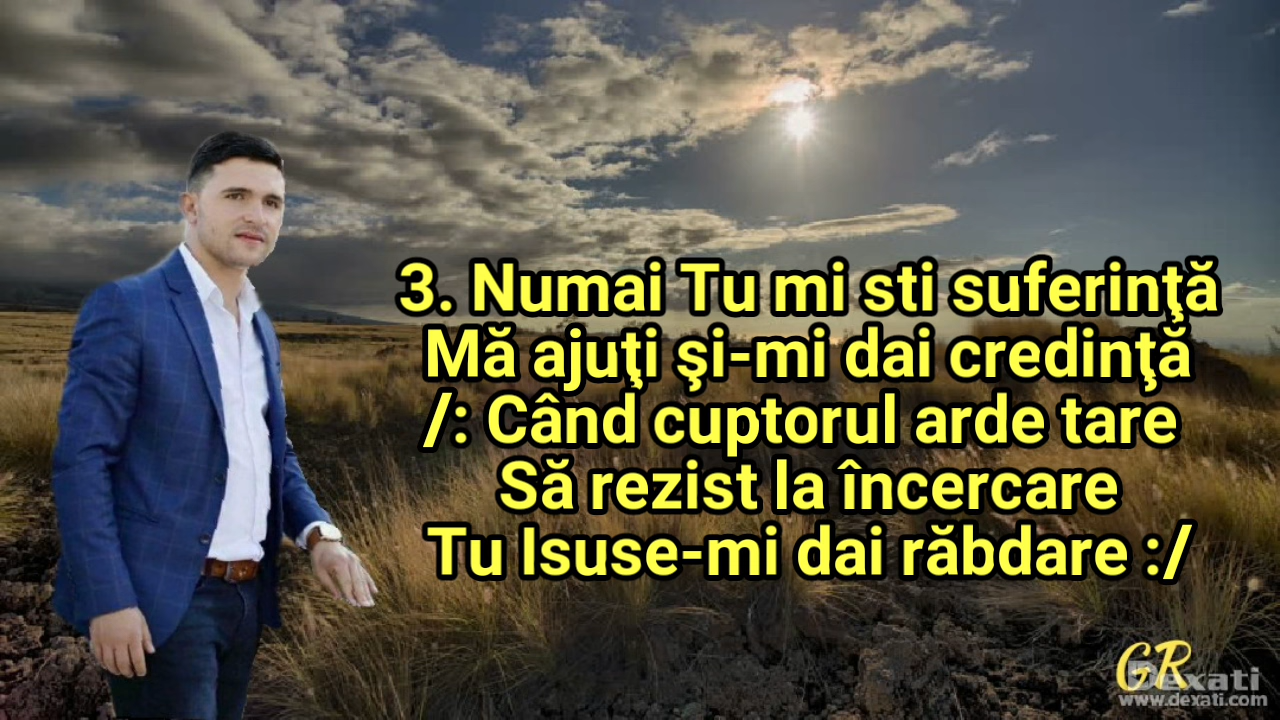 3. Numai Tu mi sti suferinţă
Mă ajuţi şi-mi dai credinţă
/: Când cuptorul arde tare
Să rezist la încercare
Tu Isuse-mi dai răbdare :/
GR
Dexati
www.dexati.com